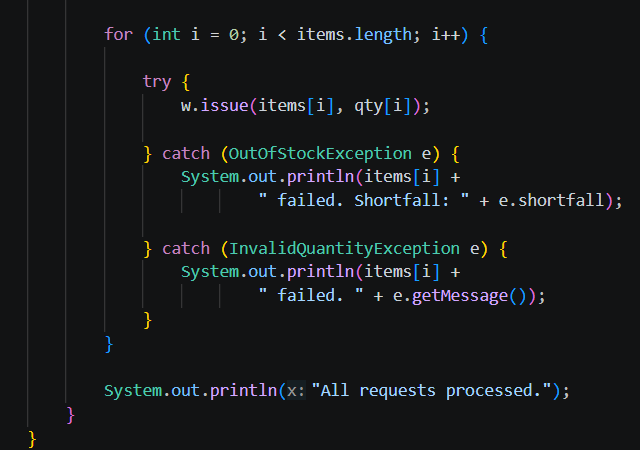 for (int i = 0; i < items.length; i++) {
try {
w.issue(items[i], qty[i]);
} catch (OutOfStockException e) {
System.out.println(items[i] +
" failed. Shortfall: " + e.shortfall);
} catch (InvalidQuantityException e) {
System.out.println(items[i] +
" failed. " + e.getMessage());
}
}
System.out.println(x: "All requests processed.");
}
}